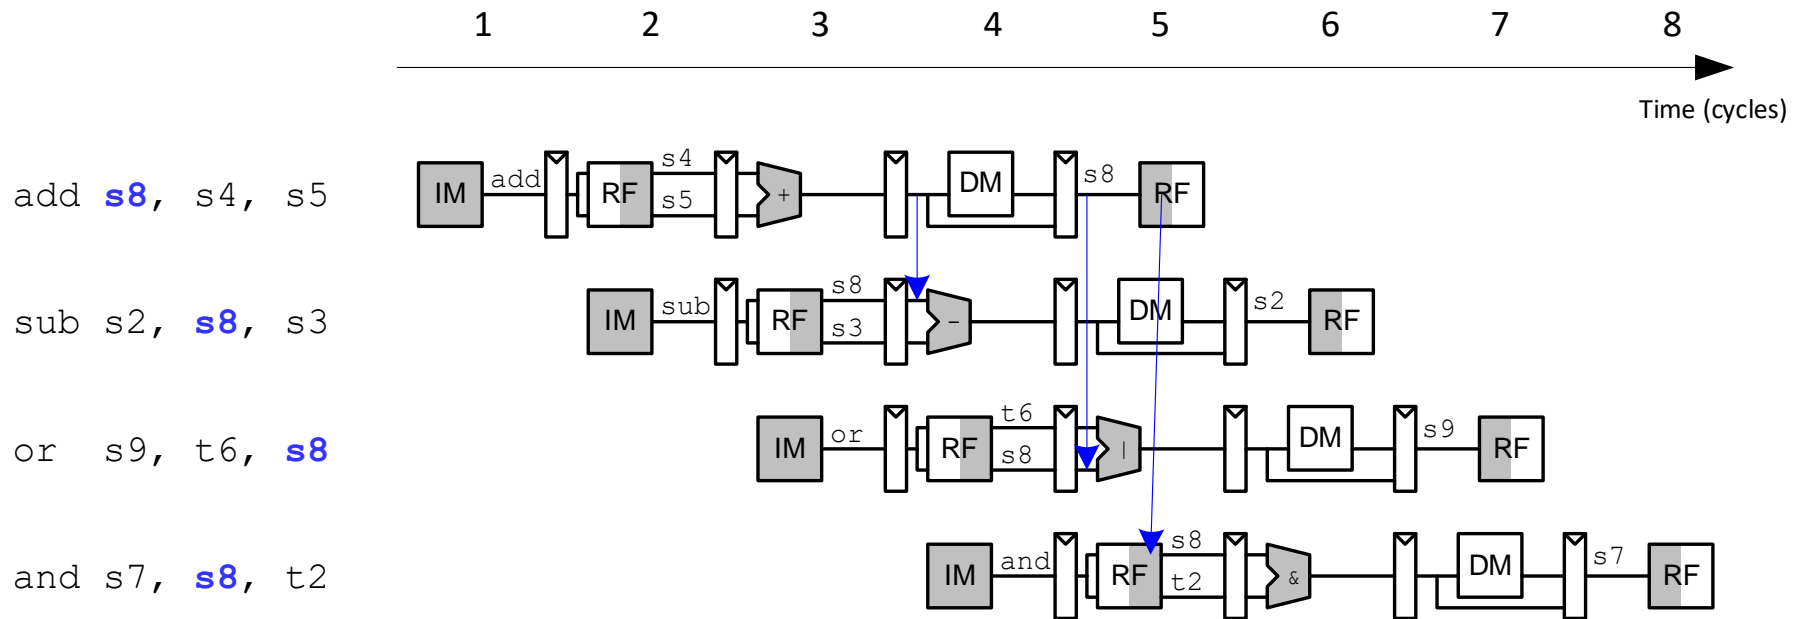 1 2 3 4 5 6 7 8
Time (cycles)
add s8, s4, s5
IM add RF s4 s5 + DM s8 RF
sub s2, s8, s3
IM sub RF s8 s3 - DM s2 RF
or s9, t6, s8
IM or RF t6 s8 | DM s9 RF
and s7, s8, t2
IM and RF s8 t2 & DM s7 RF